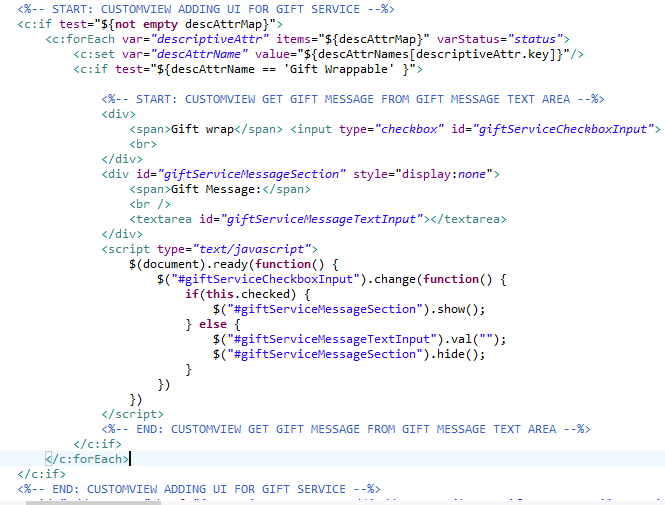 <%-- START: CUSTOMVIEW ADDING UI FOR GIFT SERVICE --%>
<c:if test="${not empty descAttrMap}">
    <c:forEach var="descriptiveAttr" items="${descAttrMap}" varStatus="status">
        <c:set var="descAttrName" value="${descAttrNames[descriptiveAttr.key]}"/>
        <c:if test="${descAttrName == 'Gift Wrappable' }">

            <%-- START: CUSTOMVIEW GET GIFT MESSAGE FROM GIFT MESSAGE TEXT AREA --%>
            <div>
                <span>Gift wrap</span> <input type="checkbox" id="giftServiceCheckboxInput">
                <br>
            </div>
            <div id="giftServiceMessageSection" style="display:none">
                <span>Gift Message:</span>
                <br />
                <textarea id="giftServiceMessageTextInput"></textarea>
            </div>
            <script type="text/javascript">
                $(document).ready(function() {
                    $("#giftServiceCheckboxInput").change(function() {
                        if(this.checked) {
                            $("#giftServiceMessageSection").show();
                        } else {
                            $("#giftServiceMessageTextInput").val("");
                            $("#giftServiceMessageSection").hide();
                        }
                    })
                })
            </script>
            <%-- END: CUSTOMVIEW GET GIFT MESSAGE FROM GIFT MESSAGE TEXT AREA --%>
        </c:if>
    </c:forEach>
</c:if>
<%-- END: CUSTOMVIEW ADDING UI FOR GIFT SERVICE --%>